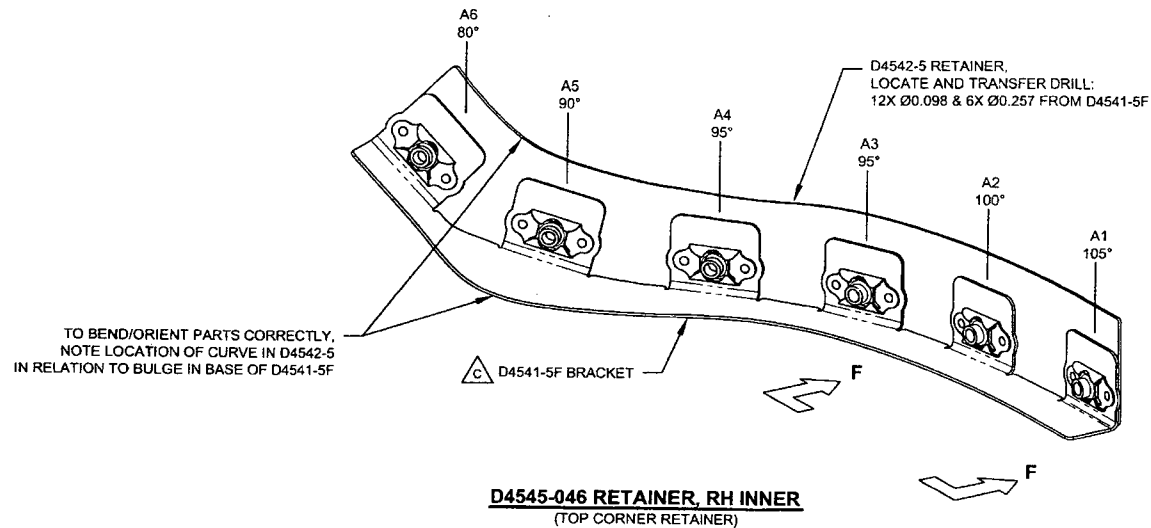 A6
80°
A5
90°
A4
95°
A3
95°
A2
100°
A1
105°
D4542-5 RETAINER,
LOCATE AND TRANSFER DRILL:
12X Ø0.098 & 6X Ø0.257 FROM D4541-5F
TO BEND/ORIENT PARTS CORRECTLY,
NOTE LOCATION OF CURVE IN D4542-5
IN RELATION TO BULGE IN BASE OF D4541-5F
C D4541-5F BRACKET
F
F
D4545-046 RETAINER, RH INNER
(TOP CORNER RETAINER)